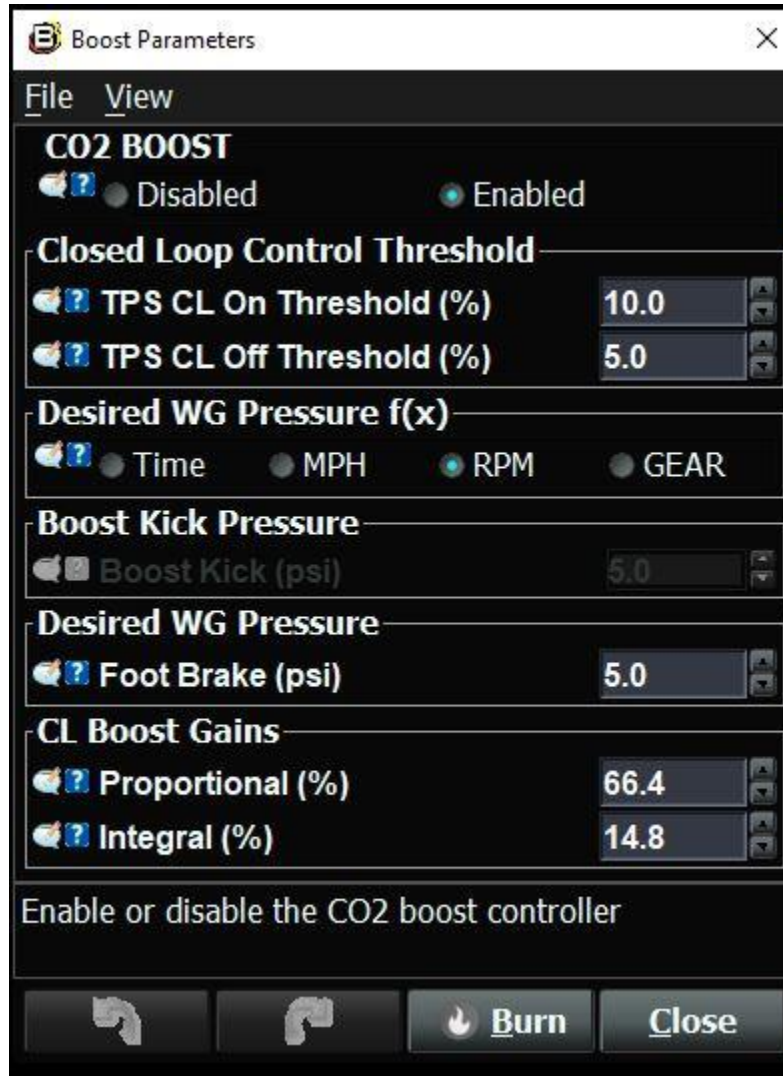 Boost Parameters
File View
CO2 BOOST
Disabled Enabled
Closed Loop Control Threshold
TPS CL On Threshold (%) 10.0
TPS CL Off Threshold (%) 5.0
Desired WG Pressure f(x)
Time MPH RPM GEAR
Boost Kick Pressure
Boost Kick (psi) 5.0
Desired WG Pressure
Foot Brake (psi) 5.0
CL Boost Gains
Proportional (%) 66.4
Integral (%) 14.8
Enable or disable the CO2 boost controller
Burn Close